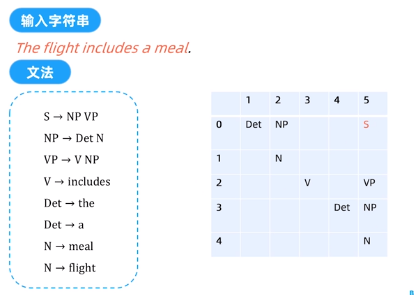 输入字符串
The flight includes a meal.
文法
S → NP VP
NP → Det N
VP → V NP
V → includes
Det → the
Det → a
N → meal
N → flight
1 2 3 4 5
0 Det NP S
1 N
2 V VP
3 Det NP
4 N